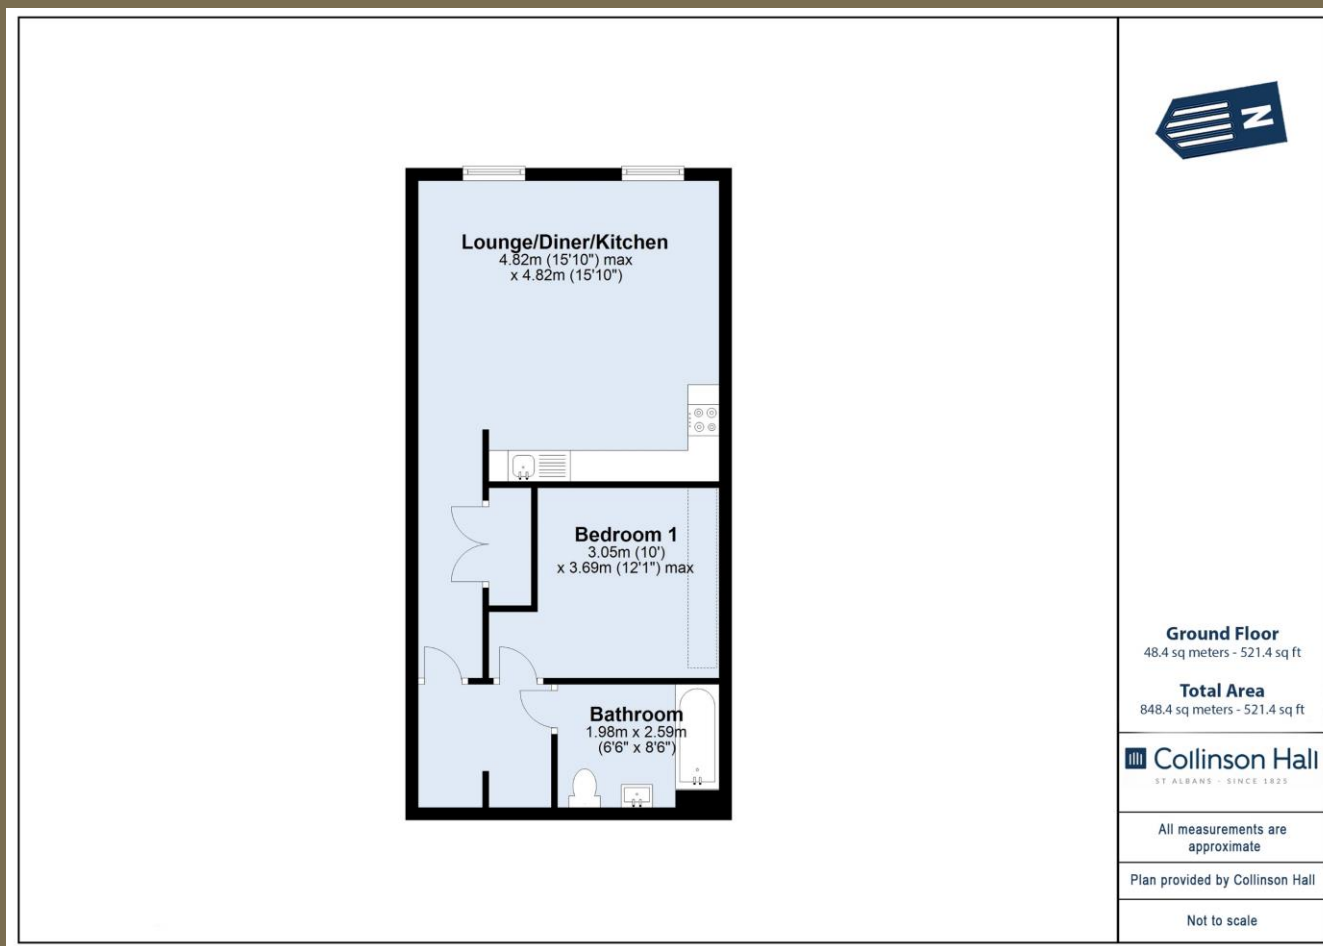 N
Lounge/Diner/Kitchen
4.82m (15'10") max
x 4.82m (15'10")
Bedroom 1
3.05m (10')
x 3.69m (12'1") max
Bathroom
1.98m x 2.59m
(6'6" x 8'6")
Ground Floor
48.4 sq meters - 521.4 sq ft
Total Area
848.4 sq meters - 521.4 sq ft
Collinson Hall
ST ALBANS - SINCE 1825
All measurements are
approximate
Plan provided by Collinson Hall
Not to scale